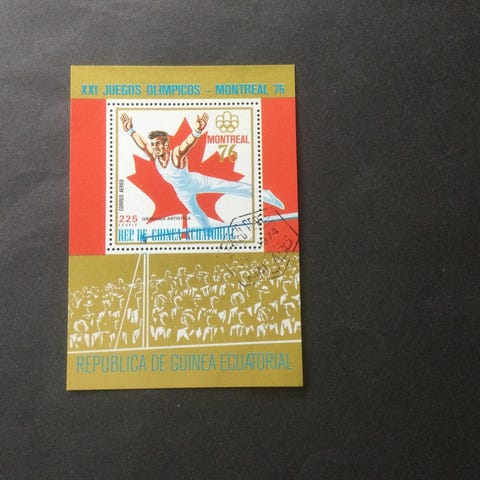 XXI JUEGOS OLIMPICOS - MONTREAL 76
MONTREAL
76
CORREO AEREO
225
EKUELE
GIMNASIA ARTISTICA
REP. DE GUINEA ECUATORIAL
REPUBLICA DE GUINEA ECUATORIAL